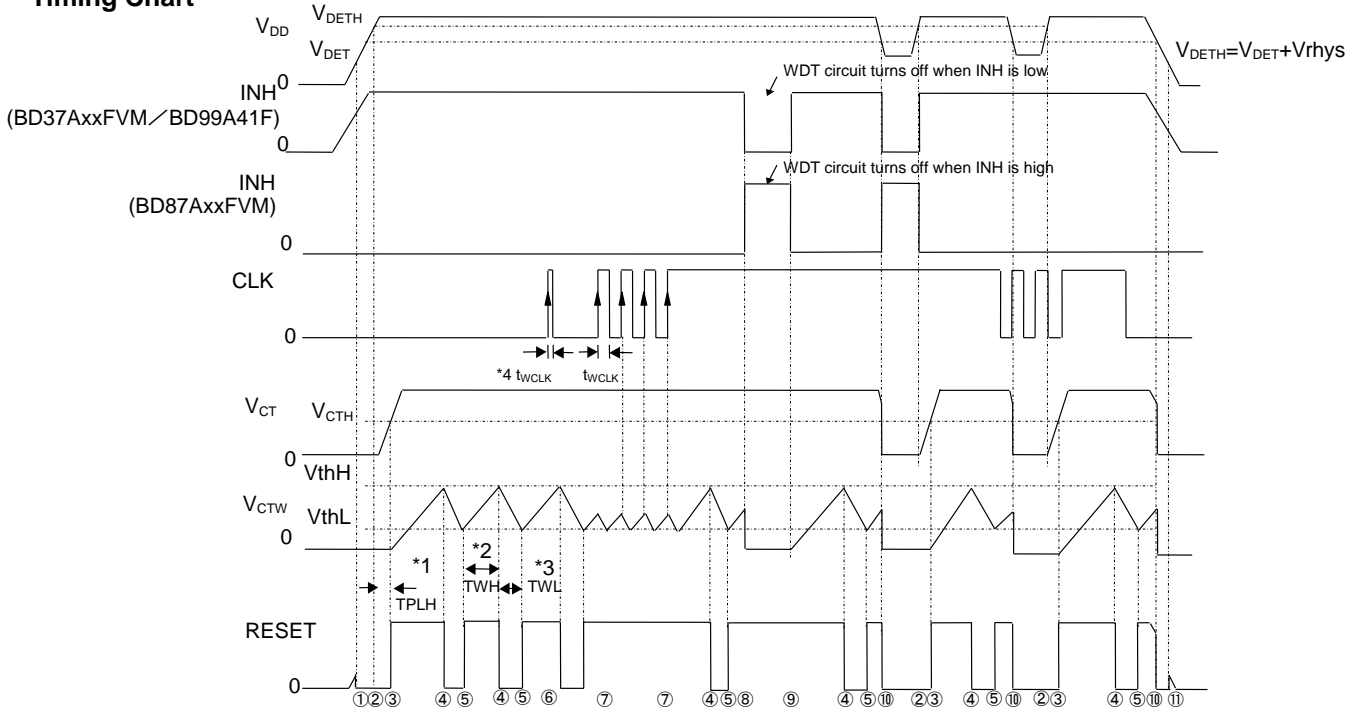 Timing Chart
VDD
VDETH
VDET
0
VDETH=VDET+Vrhys
WDT circuit turns off when INH is low
INH
(BD37AxxFVM／BD99A41F)
0
WDT circuit turns off when INH is high
INH
(BD87AxxFVM)
0
CLK
0
*4 tWCLK tWCLK
VCT VCTH
0
VthH
VCTW VthL
0
*1 *2 *3
TPLH TWH TWL
RESET
0
①②③ ④ ⑤ ④ ⑤ ⑥ ⑦ ⑦ ④⑤⑧ ⑨ ④ ⑤⑩ ②③ ④ ⑤ ⑩ ②③ ④ ⑤⑩ ⑪